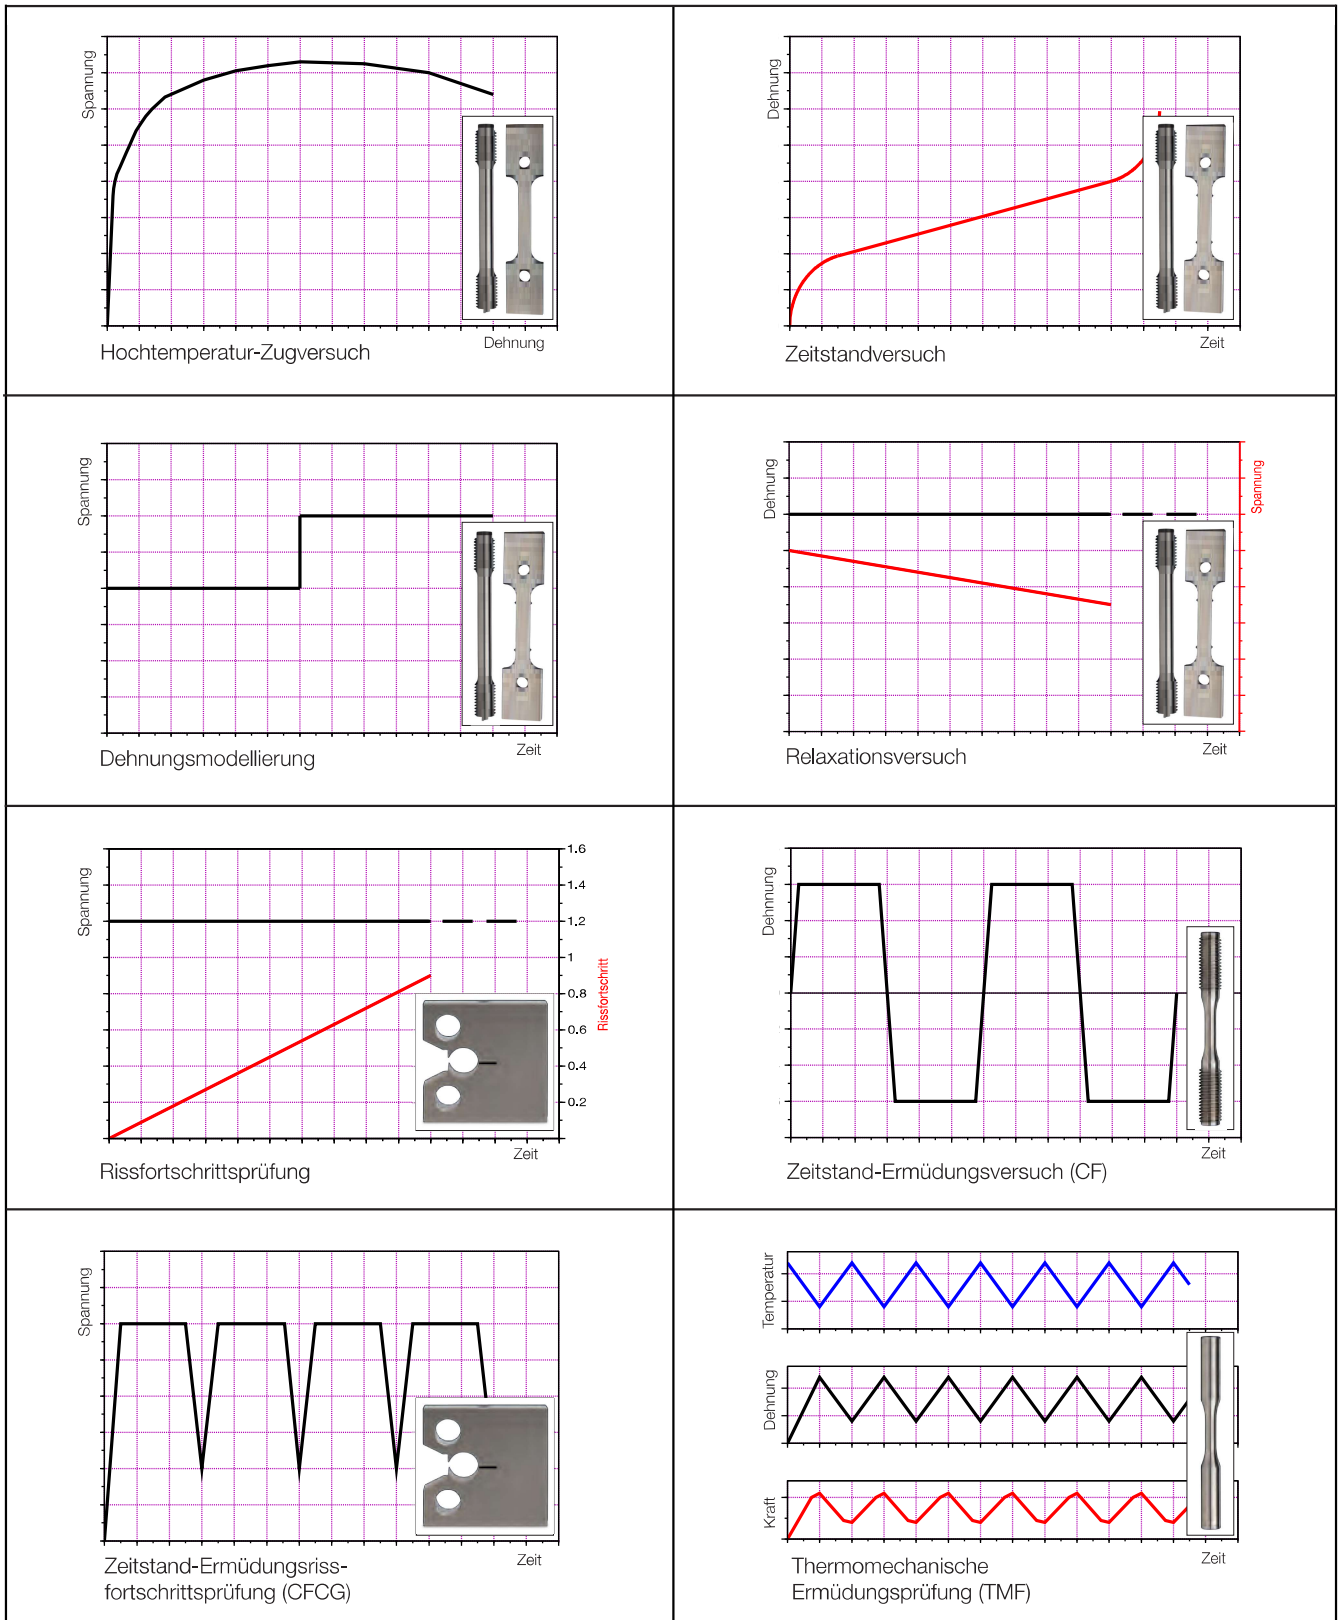 Spannung
Dehnung
Hochtemperatur-Zugversuch
Dehnung
Zeit
Zeitstandversuch
Spannung
Zeit
Dehnungsmodellierung
Dehnung
Spannung
Zeit
Relaxationsversuch
Spannung
1.6
1.4
1.2
1
0.8
0.6
0.4
0.2
Rissfortschritt
Zeit
Rissfortschrittsprüfung
Dehnnung
Zeit
Zeitstand-Ermüdungsversuch (CF)
Spannung
Zeit
Zeitstand-Ermüdungsriss-
fortschrittsprüfung (CFCG)
Temperatur
Dehnung
Kraft
Zeit
Thermomechanische
Ermüdungsprüfung (TMF)